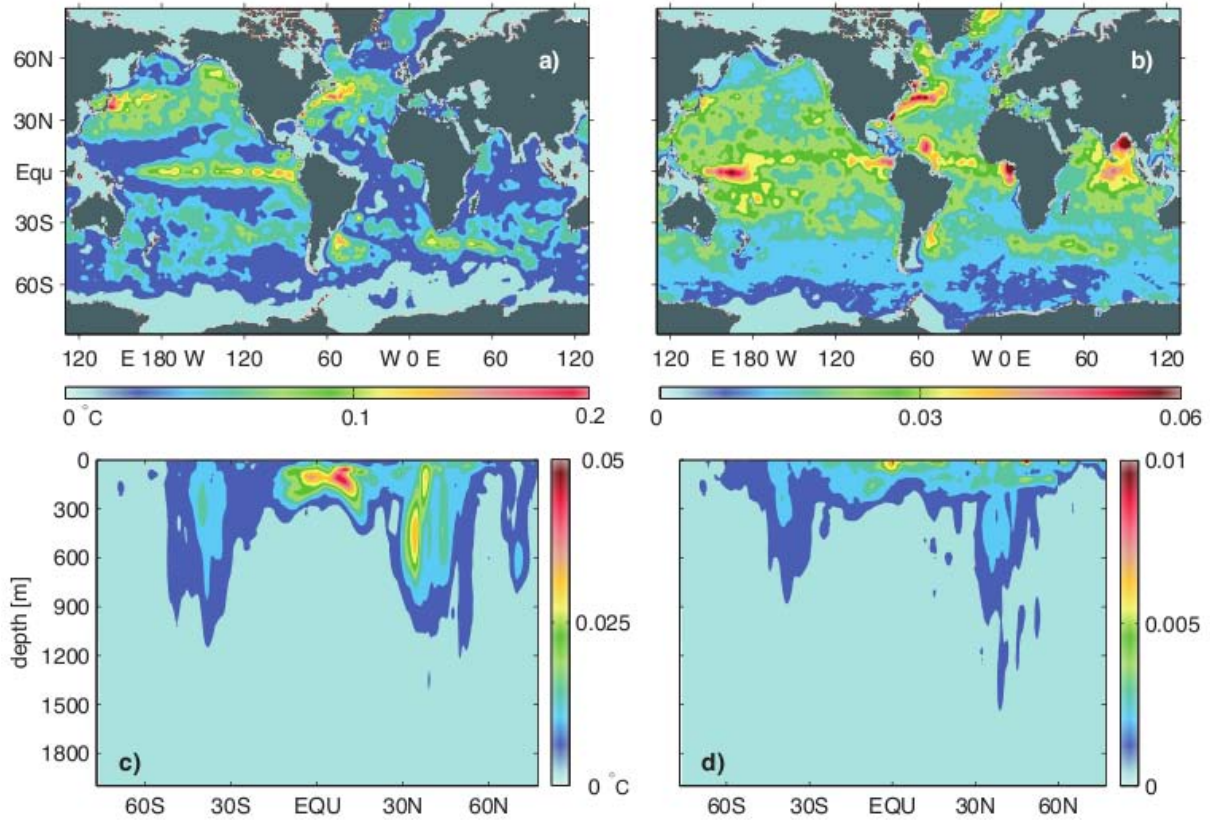 a)
b)
60N
30N
Equ
30S
60S
120 E 180 W 120 60 W 0 E 60 120
120 E 180 W 120 60 W 0 E 60 120
0 °C 0.1 0.2
0 0.03 0.06
0
300
600
900
1200
1500
1800
depth [m]
c)
60S 30S EQU 30N 60N
0.05
0.025
0 °C
d)
60S 30S EQU 30N 60N
0.01
0.005
0